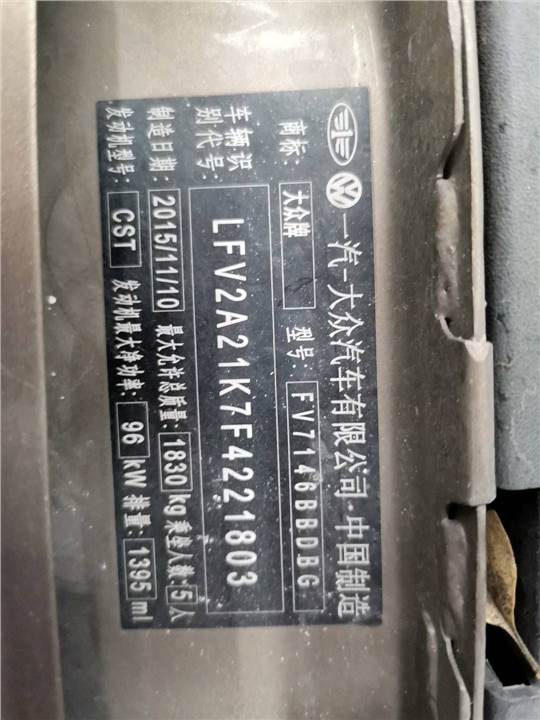 一汽-大众汽车有限公司 中国制造
商标: 大众牌 型号: FV7146BBDBG
车辆识别代号: LFV2A21K7F4221803
制造日期: 2015/11/10 最大允许总质量: 1830 kg 乘坐人数: 5人
发动机型号: CST 发动机最大净功率: 96 kW 排量: 1395 ml